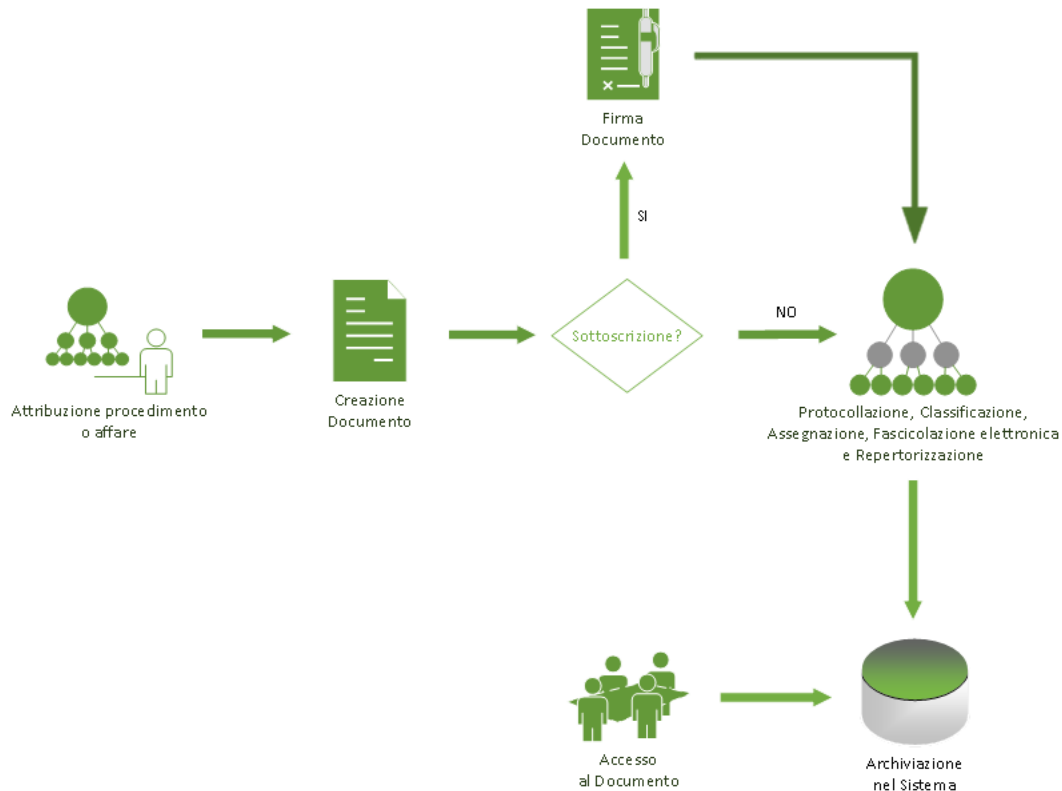 Firma
Documento
SI
Sottoscrizione?
NO
Attribuzione procedimento
o affare
Creazione
Documento
Protocollazione, Classificazione,
Assegnazione, Fascicolazione elettronica
e Repertorizzazione
Accesso
al Documento
Archiviazione
nel Sistema